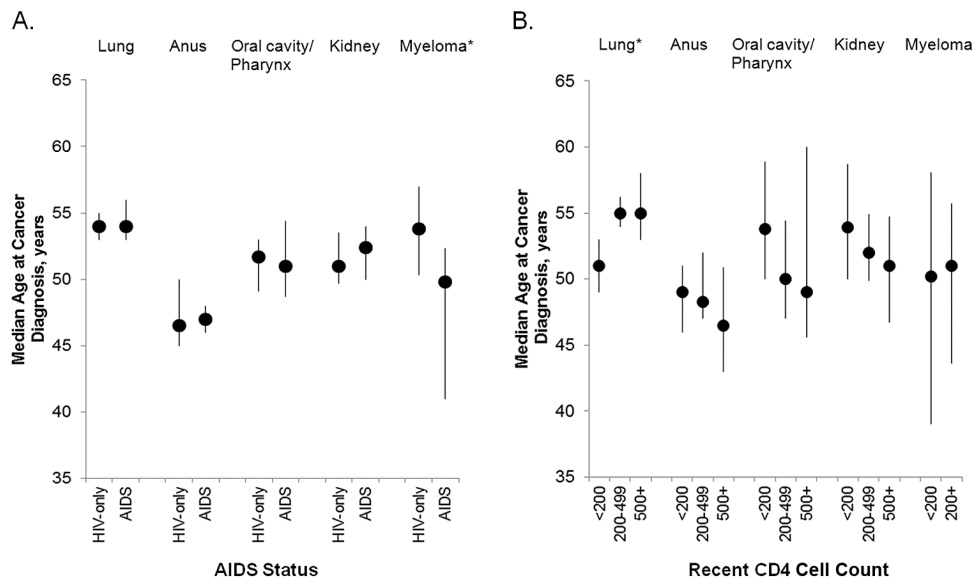 A.
Lung Anus Oral cavity/ Kidney Myeloma*
Pharynx
65
60
55
50
45
40
35
Median Age at Cancer
Diagnosis, years
HIV-only AIDS HIV-only AIDS HIV-only AIDS HIV-only AIDS HIV-only AIDS
AIDS Status
B.
Lung* Anus Oral cavity/ Kidney Myeloma
Pharynx
65
60
55
50
45
40
35
Median Age at Cancer
Diagnosis, years
<200 200-499 500+ <200 200-499 500+ <200 200-499 500+ <200 200-499 500+ <200 200+
Recent CD4 Cell Count